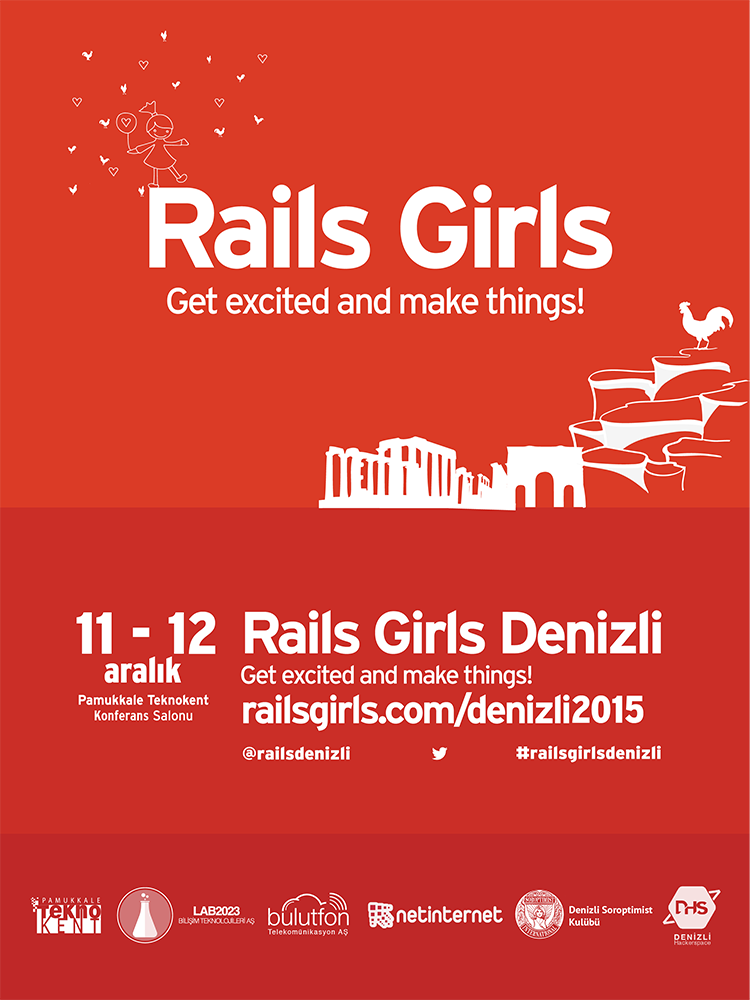 Rails Girls
Get excited and make things!
11 - 12
aralık
Pamukkale Teknokent
Konferans Salonu
Rails Girls Denizli
Get excited and make things!
railsgirls.com/denizli2015
@railsdenizli
#railsgirlsdenizli
PAMUKKALE
TEKNO
KENT
LAB2023
BİLİŞİM TEKNOLOJİLERİ AŞ
bulutfon
Telekomünikasyon AŞ
netinternet
SOROPTIMIST
INTERNATIONAL
Denizli Soroptimist
Kulübü
DHS
DENİZLİ
Hackerspace